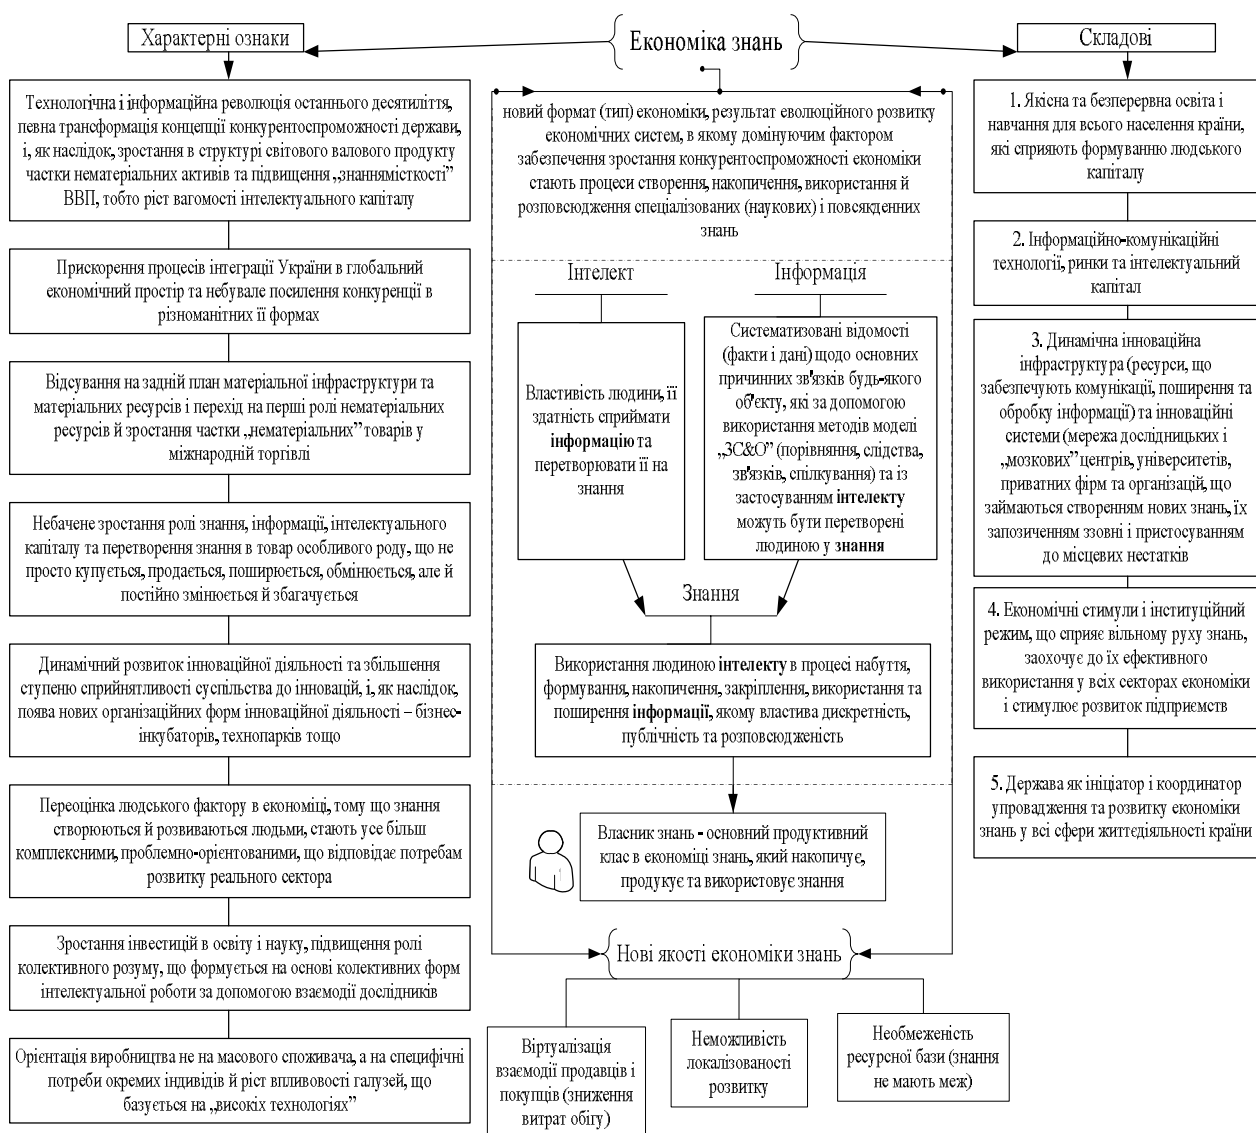 Характерні ознаки
Технологічна і інформаційна революція останнього десятиліття,
певна трансформація концепції конкурентоспроможності держави,
і, як наслідок, зростання в структурі світового валового продукту
частки нематеріальних активів та підвищення „знаннямісткості”
ВВП, тобто ріст вагомості інтелектуального капіталу
Прискорення процесів інтеграції України в глобальний
економічний простір та небувале посилення конкуренції в
різноманітних її формах
Відсування на задній план матеріальної інфраструктури та
матеріальних ресурсів і перехід на перші ролі нематеріальних
ресурсів й зростання частки „нематеріальних” товарів у
міжнародній торгівлі
Небачене зростання ролі знання, інформації, інтелектуального
капіталу та перетворення знання в товар особливого роду, що не
просто купується, продається, поширюється, обмінюється, але й
постійно змінюється й збагачується
Динамічний розвиток інноваційної діяльності та збільшення
ступеню сприйнятливості суспільства до інновацій, і, як наслідок,
поява нових організаційних форм інноваційної діяльності – бізнес-
інкубаторів, технопарків тощо
Переоцінка людського фактору в економіці, тому що знання
створюються й розвиваються людьми, стають усе більш
комплексними, проблемно-орієнтованими, що відповідає потребам
розвитку реального сектора
Зростання інвестицій в освіту і науку, підвищення ролі
колективного розуму, що формується на основі колективних форм
інтелектуальної роботи за допомогою взаємодії дослідників
Орієнтація виробництва не на масового споживача, а на специфічні
потреби окремих індивідів й ріст впливовості галузей, що
базується на „високіх технологіях”
Економіка знань
новий формат (тип) економіки, результат еволюційного розвитку
економічних систем, в якому домінуючим фактором
забезпечення зростання конкурентоспроможності економіки
стають процеси створення, накопичення, використання й
розповсюдження спеціалізованих (наукових) і повсякденних
знань
Інтелект
Властивість людини, її
здатність сприймати
інформацію та
перетворювати її на
знання
Інформація
Систематизовані відомості
(факти і дані) щодо основних
причинних зв'язків будь-якого
об'єкту, які за допомогою
використання методів моделі
„3C&O” (порівняння, слідства,
зв'язків, спілкування) та із
застосуванням інтелекту
можуть бути перетворені
людиною у знання
Знання
Використання людиною інтелекту в процесі набуття,
формування, накопичення, закріплення, використання та
поширення інформації, якому властива дискретність,
публічність та розповсюдженість
Власник знань - основний продуктивний
клас в економіці знань, який накопичує,
продукує та використовує знання
Нові якості економіки знань
Віртуалізація
взаємодії продавців і
покупців (зниження
витрат обігу)
Неможливість
локалізованості
розвитку
Необмеженість
ресурсної бази (знання
не мають меж)
Складові
1. Якісна та безперервна освіта і
навчання для всього населення країни,
які сприяють формуванню людського
капіталу
2. Інформаційно-комунікаційні
технології, ринки та інтелектуальний
капітал
3. Динамічна інноваційна
інфраструктура (ресурси, що
забезпечують комунікації, поширення та
обробку інформації) та інноваційні
системи (мережа дослідницьких і
„мозкових” центрів, університетів,
приватних фірм та організацій, що
займаються створенням нових знань, їх
запозиченням ззовні і пристосуванням
до місцевих нестатків
4. Економічні стимули і інституційний
режим, що сприяє вільному руху знань,
заохочує до їх ефективного
використання у всіх секторах економіки
і стимулює розвиток підприємств
5. Держава як ініціатор і координатор
упровадження та розвитку економіки
знань у всі сфери життєдіяльності країни